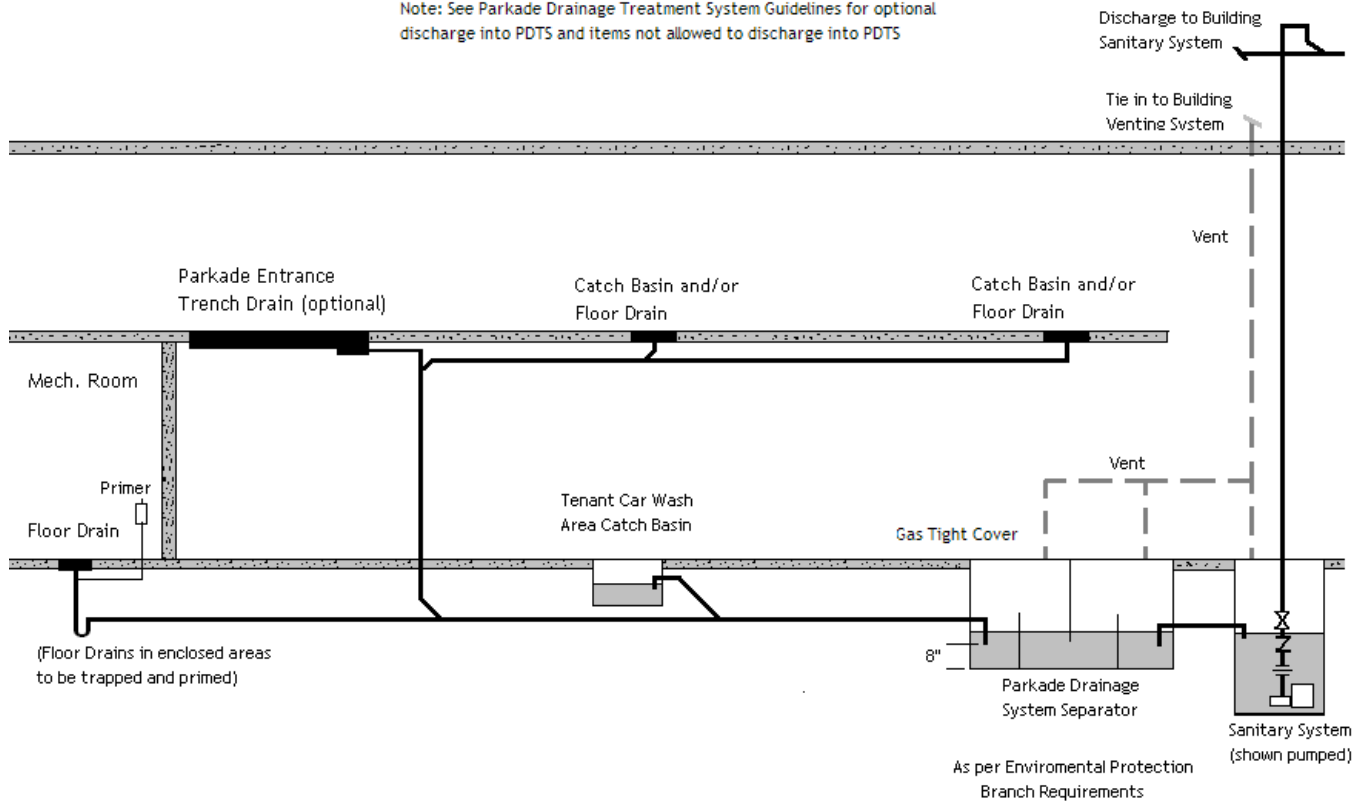 Note: See Parkade Drainage Treatment System Guidelines for optional
discharge into PDTS and items not allowed to discharge into PDTS
Discharge to Building
Sanitary System
Tie in to Building
Venting System
Vent
Parkade Entrance
Trench Drain (optional)
Catch Basin and/or
Floor Drain
Catch Basin and/or
Floor Drain
Mech. Room
Vent
Primer
Tenant Car Wash
Area Catch Basin
Floor Drain
Gas Tight Cover
(Floor Drains in enclosed areas
to be trapped and primed)
8"
Parkade Drainage
System Separator
Sanitary System
(shown pumped)
As per Enviromental Protection
Branch Requirements